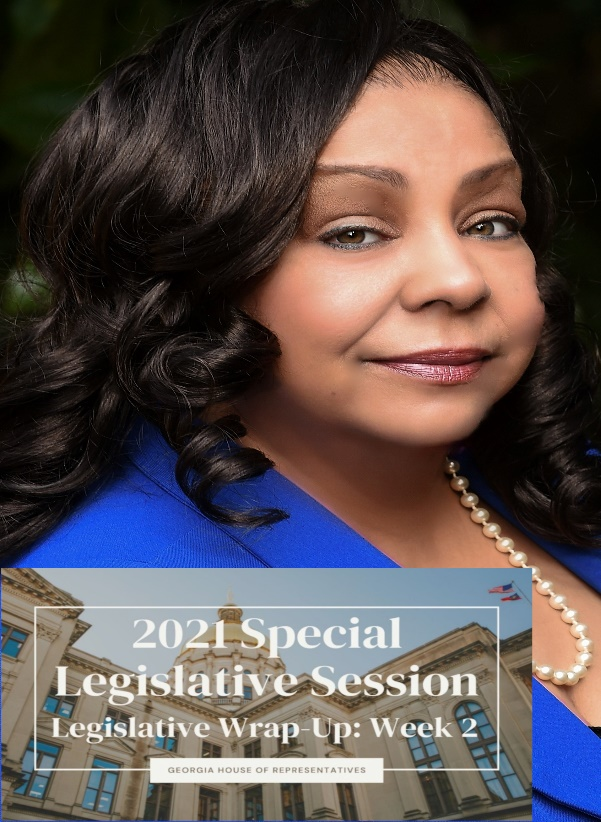 2021 Special
Legislative Session
Legislative Wrap-Up: Week 2
GEORGIA HOUSE OF REPRESENTATIVES